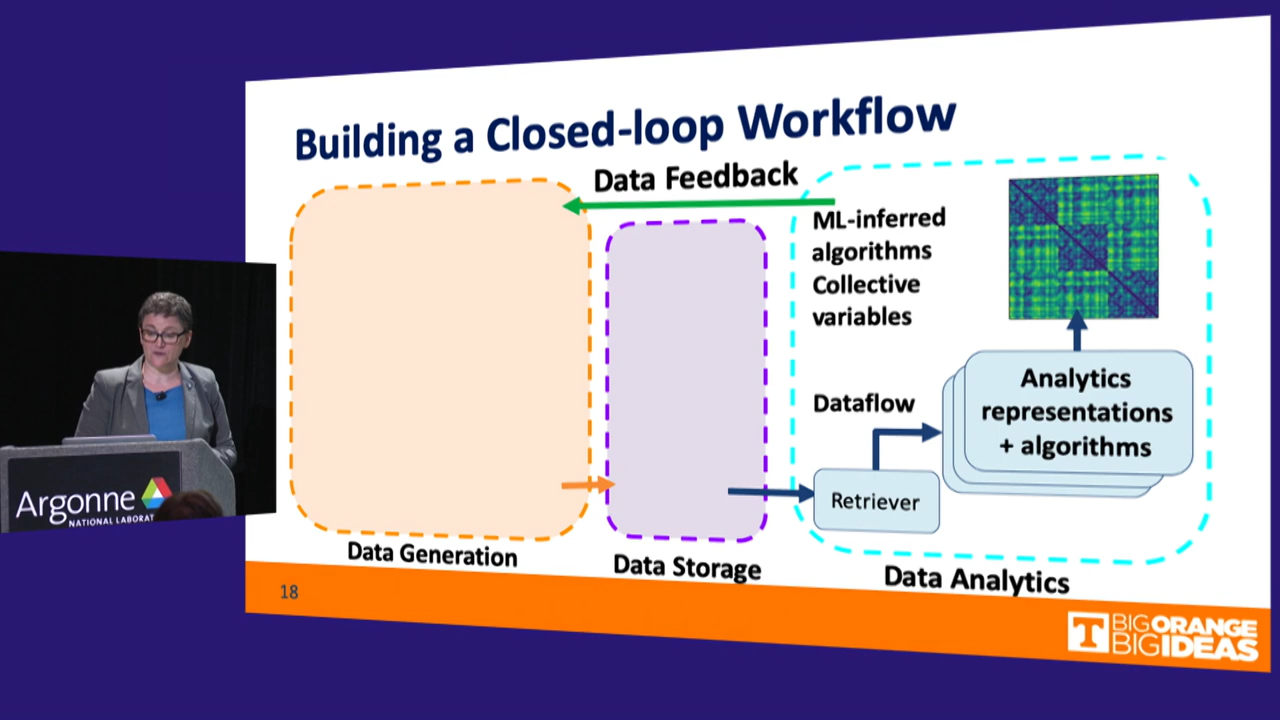 Building a Closed-loop Workflow
Data Feedback
ML-inferred
algorithms
Collective
variables
Analytics
representations
+ algorithms
Dataflow
Retriever
Data Generation
Data Storage
Data Analytics
18
T
BIG ORANGE
BIG IDEAS
Argonne
NATIONAL